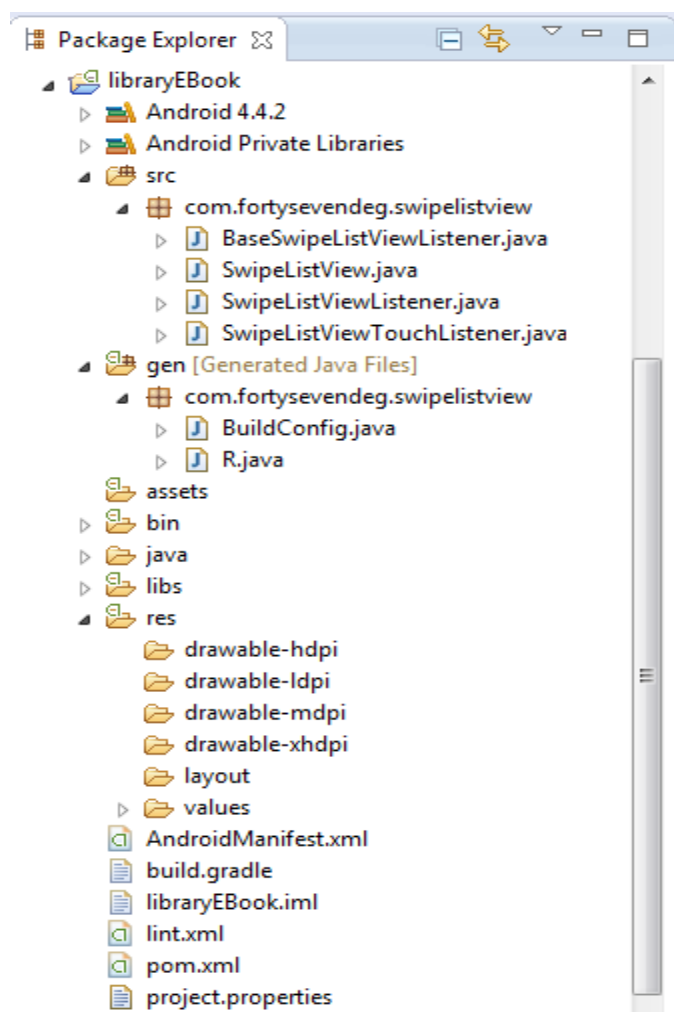 Package Explorer
libraryEBook
Android 4.4.2
Android Private Libraries
src
com.fortysevendeg.swipelistview
BaseSwipeListViewListener.java
SwipeListView.java
SwipeListViewListener.java
SwipeListViewTouchListener.java
gen [Generated Java Files]
com.fortysevendeg.swipelistview
BuildConfig.java
R.java
assets
bin
java
libs
res
drawable-hdpi
drawable-ldpi
drawable-mdpi
drawable-xhdpi
layout
values
AndroidManifest.xml
build.gradle
libraryEBook.iml
lint.xml
pom.xml
project.properties